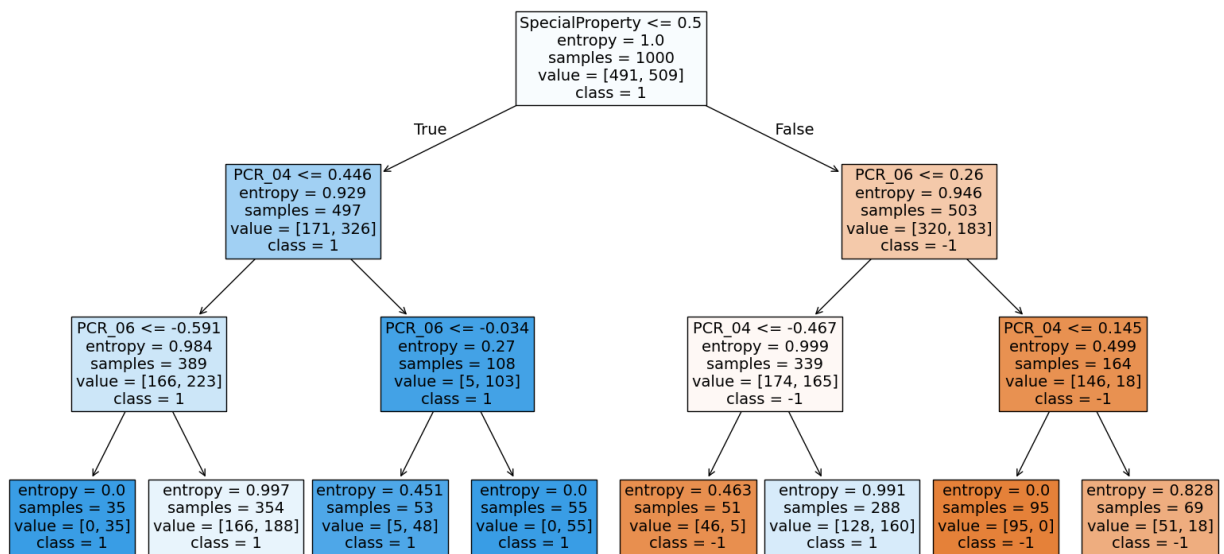 SpecialProperty <= 0.5
entropy = 1.0
samples = 1000
value = [491, 509]
class = 1
True
False
PCR_04 <= 0.446
entropy = 0.929
samples = 497
value = [171, 326]
class = 1
PCR_06 <= 0.26
entropy = 0.946
samples = 503
value = [320, 183]
class = -1
PCR_06 <= -0.591
entropy = 0.984
samples = 389
value = [166, 223]
class = 1
PCR_06 <= -0.034
entropy = 0.27
samples = 108
value = [5, 103]
class = 1
PCR_04 <= -0.467
entropy = 0.999
samples = 339
value = [174, 165]
class = -1
PCR_04 <= 0.145
entropy = 0.499
samples = 164
value = [146, 18]
class = -1
entropy = 0.0
samples = 35
value = [0, 35]
class = 1
entropy = 0.997
samples = 354
value = [166, 188]
class = 1
entropy = 0.451
samples = 53
value = [5, 48]
class = 1
entropy = 0.0
samples = 55
value = [0, 55]
class = 1
entropy = 0.463
samples = 51
value = [46, 5]
class = -1
entropy = 0.991
samples = 288
value = [128, 160]
class = 1
entropy = 0.0
samples = 95
value = [95, 0]
class = -1
entropy = 0.828
samples = 69
value = [51, 18]
class = -1